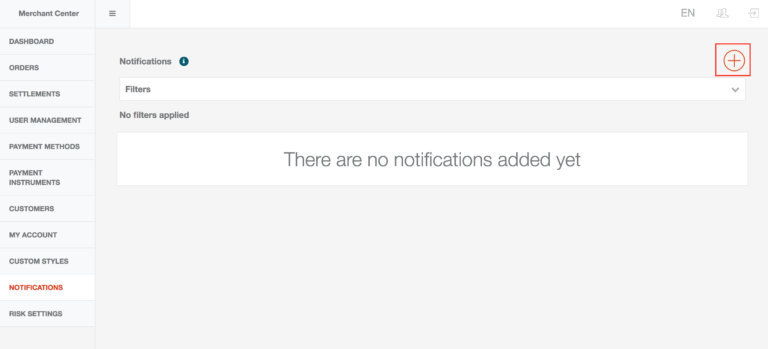 Merchant Center
EN
DASHBOARD
ORDERS
SETTLEMENTS
USER MANAGEMENT
PAYMENT METHODS
PAYMENT
INSTRUMENTS
CUSTOMERS
MY ACCOUNT
CUSTOM STYLES
NOTIFICATIONS
RISK SETTINGS
Notifications
Filters
No filters applied
There are no notifications added yet